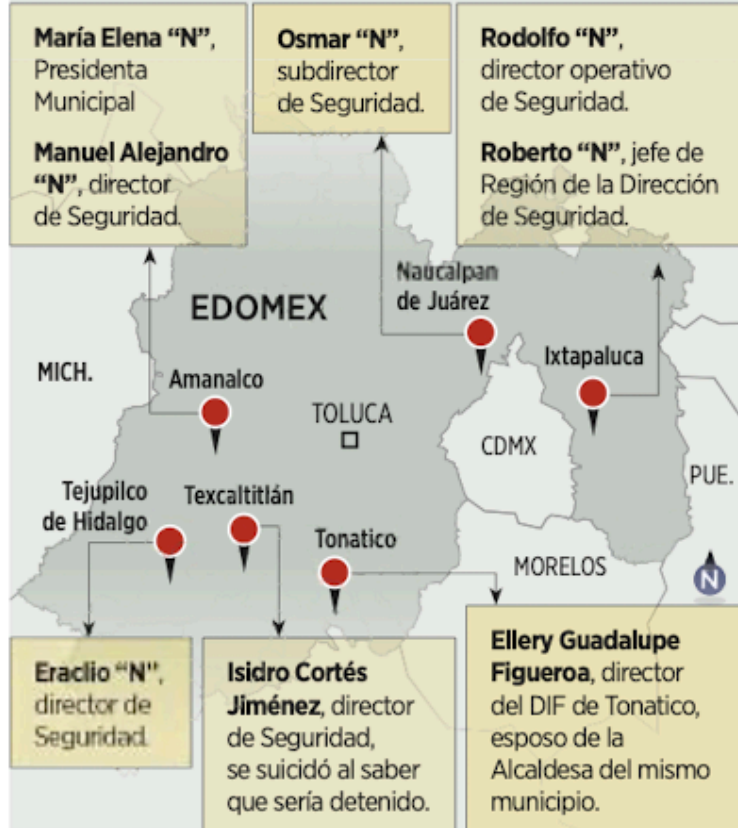 María Elena “N”,
Presidenta
Municipal
Manuel Alejandro
“N”, director
de Seguridad.
Osmar “N”,
subdirector
de Seguridad.
Rodolfo “N”,
director operativo
de Seguridad.
Roberto “N”, jefe de
Región de la Dirección
de Seguridad.
EDOMEX
Naucalpan
de Juárez
Ixtapaluca
MICH.
Amanalco
TOLUCA
CDMX
PUE.
Tejupilco
de Hidalgo
Texcaltitlán
Tonatico
MORELOS
N
Eraclio “N”,
director de
Seguridad.
Isidro Cortés
Jiménez, director
de Seguridad,
se suicidó al saber
que sería detenido.
Ellery Guadalupe
Figueroa, director
del DIF de Tonatico,
esposo de la
Alcaldesa del mismo
municipio.